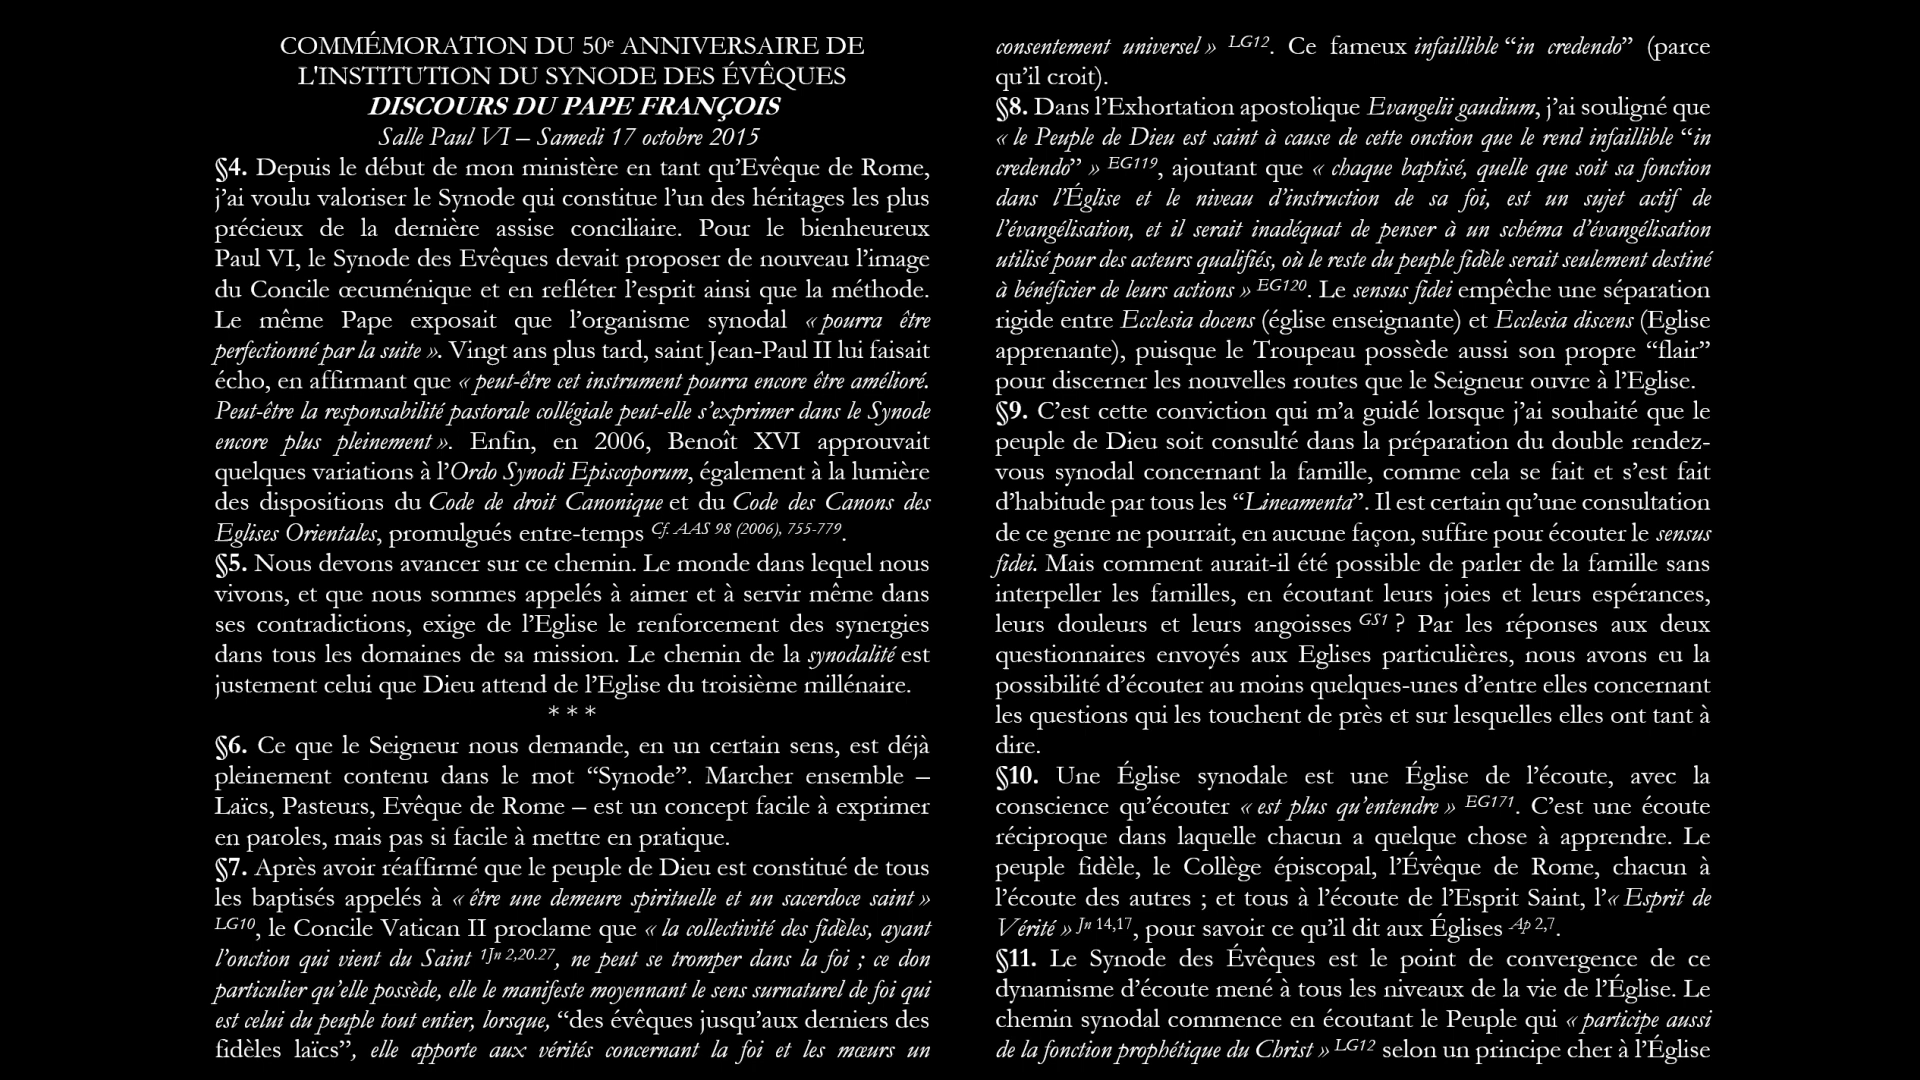 COMMÉMORATION DU 50e ANNIVERSAIRE DE
L'INSTITUTION DU SYNODE DES ÉVÊQUES
DISCOURS DU PAPE FRANÇOIS
Salle Paul VI – Samedi 17 octobre 2015
§4. Depuis le début de mon ministère en tant qu’Evêque de Rome,
j’ai voulu valoriser le Synode qui constitue l’un des héritages les plus
précieux de la dernière assise conciliaire. Pour le bienheureux
Paul VI, le Synode des Evêques devait proposer de nouveau l’image
du Concile œcuménique et en refléter l’esprit ainsi que la méthode.
Le même Pape exposait que l’organisme synodal « pourra être
perfectionné par la suite ». Vingt ans plus tard, saint Jean-Paul II lui faisait
écho, en affirmant que « peut-être cet instrument pourra encore être amélioré.
Peut-être la responsabilité pastorale collégiale peut-elle s’exprimer dans le Synode
encore plus pleinement ». Enfin, en 2006, Benoît XVI approuvait
quelques variations à l’Ordo Synodi Episcoporum, également à la lumière
des dispositions du Code de droit Canonique et du Code des Canons des
Eglises Orientales, promulgués entre-temps Cf. AAS 98 (2006), 755-779.
§5. Nous devons avancer sur ce chemin. Le monde dans lequel nous
vivons, et que nous sommes appelés à aimer et à servir même dans
ses contradictions, exige de l’Eglise le renforcement des synergies
dans tous les domaines de sa mission. Le chemin de la synodalité est
justement celui que Dieu attend de l’Eglise du troisième millénaire.
* * *
§6. Ce que le Seigneur nous demande, en un certain sens, est déjà
pleinement contenu dans le mot “Synode”. Marcher ensemble –
Laïcs, Pasteurs, Evêque de Rome – est un concept facile à exprimer
en paroles, mais pas si facile à mettre en pratique.
§7. Après avoir réaffirmé que le peuple de Dieu est constitué de tous
les baptisés appelés à « être une demeure spirituelle et un sacerdoce saint »
LG10, le Concile Vatican II proclame que « la collectivité des fidèles, ayant
l’onction qui vient du Saint 1Jn 2,20.27, ne peut se tromper dans la foi ; ce don
particulier qu’elle possède, elle le manifeste moyennant le sens surnaturel de foi qui
est celui du peuple tout entier, lorsque, “des évêques jusqu’aux derniers des
fidèles laïcs”, elle apporte aux vérités concernant la foi et les mœurs un
consentement universel » LG12. Ce fameux infaillible “in credendo” (parce
qu’il croit).
§8. Dans l’Exhortation apostolique Evangelii gaudium, j’ai souligné que
« le Peuple de Dieu est saint à cause de cette onction que le rend infaillible “in
credendo” » EG119, ajoutant que « chaque baptisé, quelle que soit sa fonction
dans l’Église et le niveau d’instruction de sa foi, est un sujet actif de
l’évangélisation, et il serait inadéquat de penser à un schéma d’évangélisation
utilisé pour des acteurs qualifiés, où le reste du peuple fidèle serait seulement destiné
à bénéficier de leurs actions » EG120. Le sensus fidei empêche une séparation
rigide entre Ecclesia docens (église enseignante) et Ecclesia discens (Eglise
apprenante), puisque le Troupeau possède aussi son propre “flair”
pour discerner les nouvelles routes que le Seigneur ouvre à l’Eglise.
§9. C’est cette conviction qui m’a guidé lorsque j’ai souhaité que le
peuple de Dieu soit consulté dans la préparation du double rendez-
vous synodal concernant la famille, comme cela se fait et s’est fait
d’habitude par tous les “Lineamenta”. Il est certain qu’une consultation
de ce genre ne pourrait, en aucune façon, suffire pour écouter le sensus
fidei. Mais comment aurait-il été possible de parler de la famille sans
interpeller les familles, en écoutant leurs joies et leurs espérances,
leurs douleurs et leurs angoisses GS1 ? Par les réponses aux deux
questionnaires envoyés aux Eglises particulières, nous avons eu la
possibilité d’écouter au moins quelques-unes d’entre elles concernant
les questions qui les touchent de près et sur lesquelles elles ont tant à
dire.
§10. Une Église synodale est une Église de l’écoute, avec la
conscience qu’écouter « est plus qu’entendre » EG171. C’est une écoute
réciproque dans laquelle chacun a quelque chose à apprendre. Le
peuple fidèle, le Collège épiscopal, l’Évêque de Rome, chacun à
l’écoute des autres ; et tous à l’écoute de l’Esprit Saint, l’« Esprit de
Vérité » Jn 14,17, pour savoir ce qu’il dit aux Églises Ap 2,7.
§11. Le Synode des Évêques est le point de convergence de ce
dynamisme d’écoute mené à tous les niveaux de la vie de l’Église. Le
chemin synodal commence en écoutant le Peuple qui « participe aussi
de la fonction prophétique du Christ » LG12 selon un principe cher à l’Église